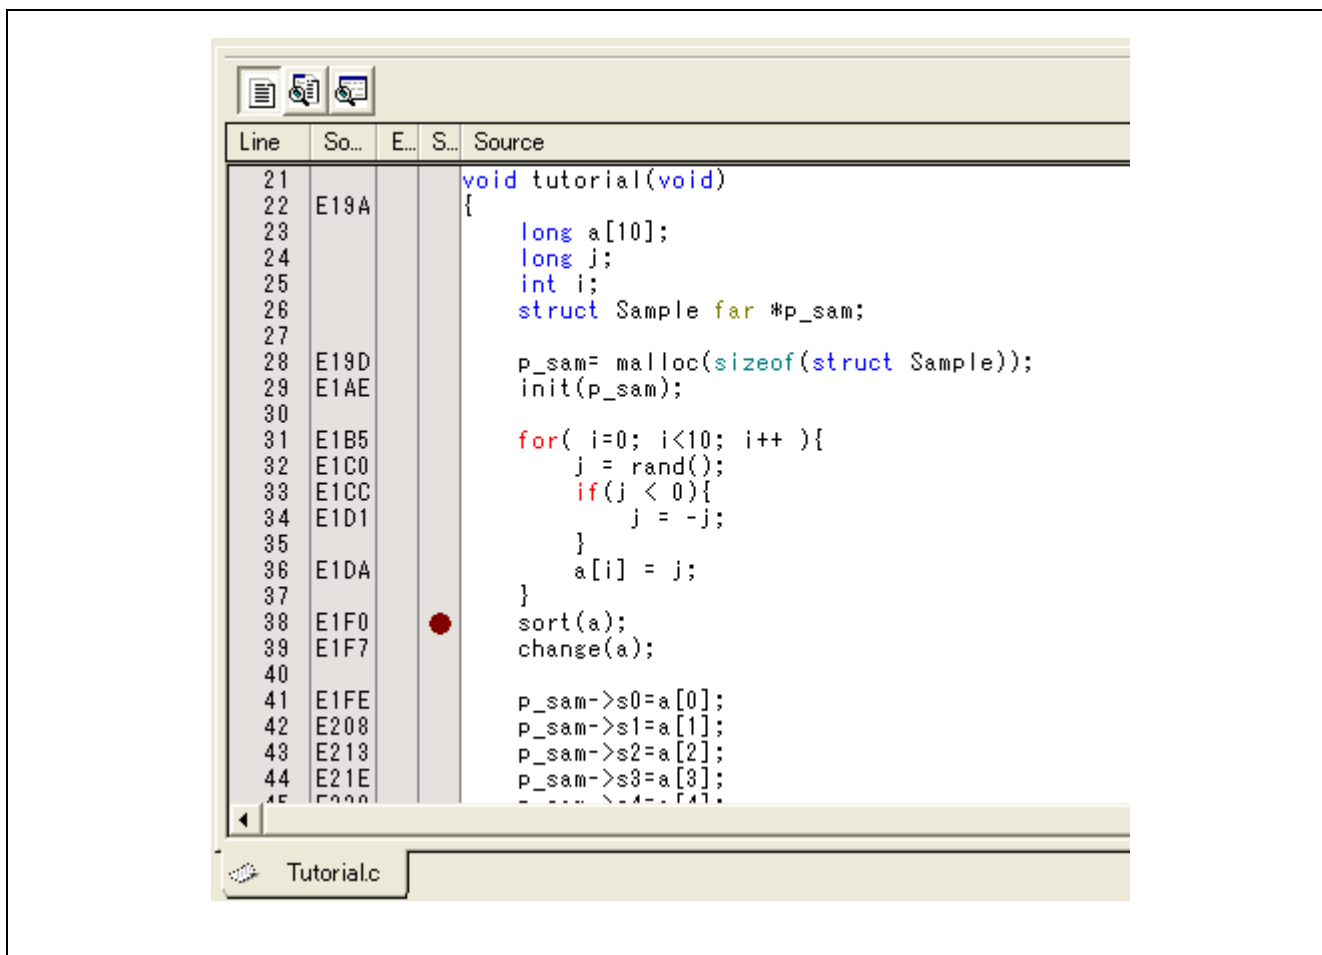 Line So... E... S... Source
21 void tutorial(void)
22 E19A {
23 long a[10];
24 long j;
25 int i;
26 struct Sample far *p_sam;
27
28 E19D p_sam= malloc(sizeof(struct Sample));
29 E1AE init(p_sam);
30
31 E1B5 for( i=0; i<10; i++ ){
32 E1C0 j = rand();
33 E1CC if(j < 0){
34 E1D1 j = -j;
35 }
36 E1DA a[i] = j;
37 }
38 E1F0 sort(a);
39 E1F7 change(a);
40
41 E1FE p_sam->s0=a[0];
42 E208 p_sam->s1=a[1];
43 E213 p_sam->s2=a[2];
44 E21E p_sam->s3=a[3];
Tutorial.c